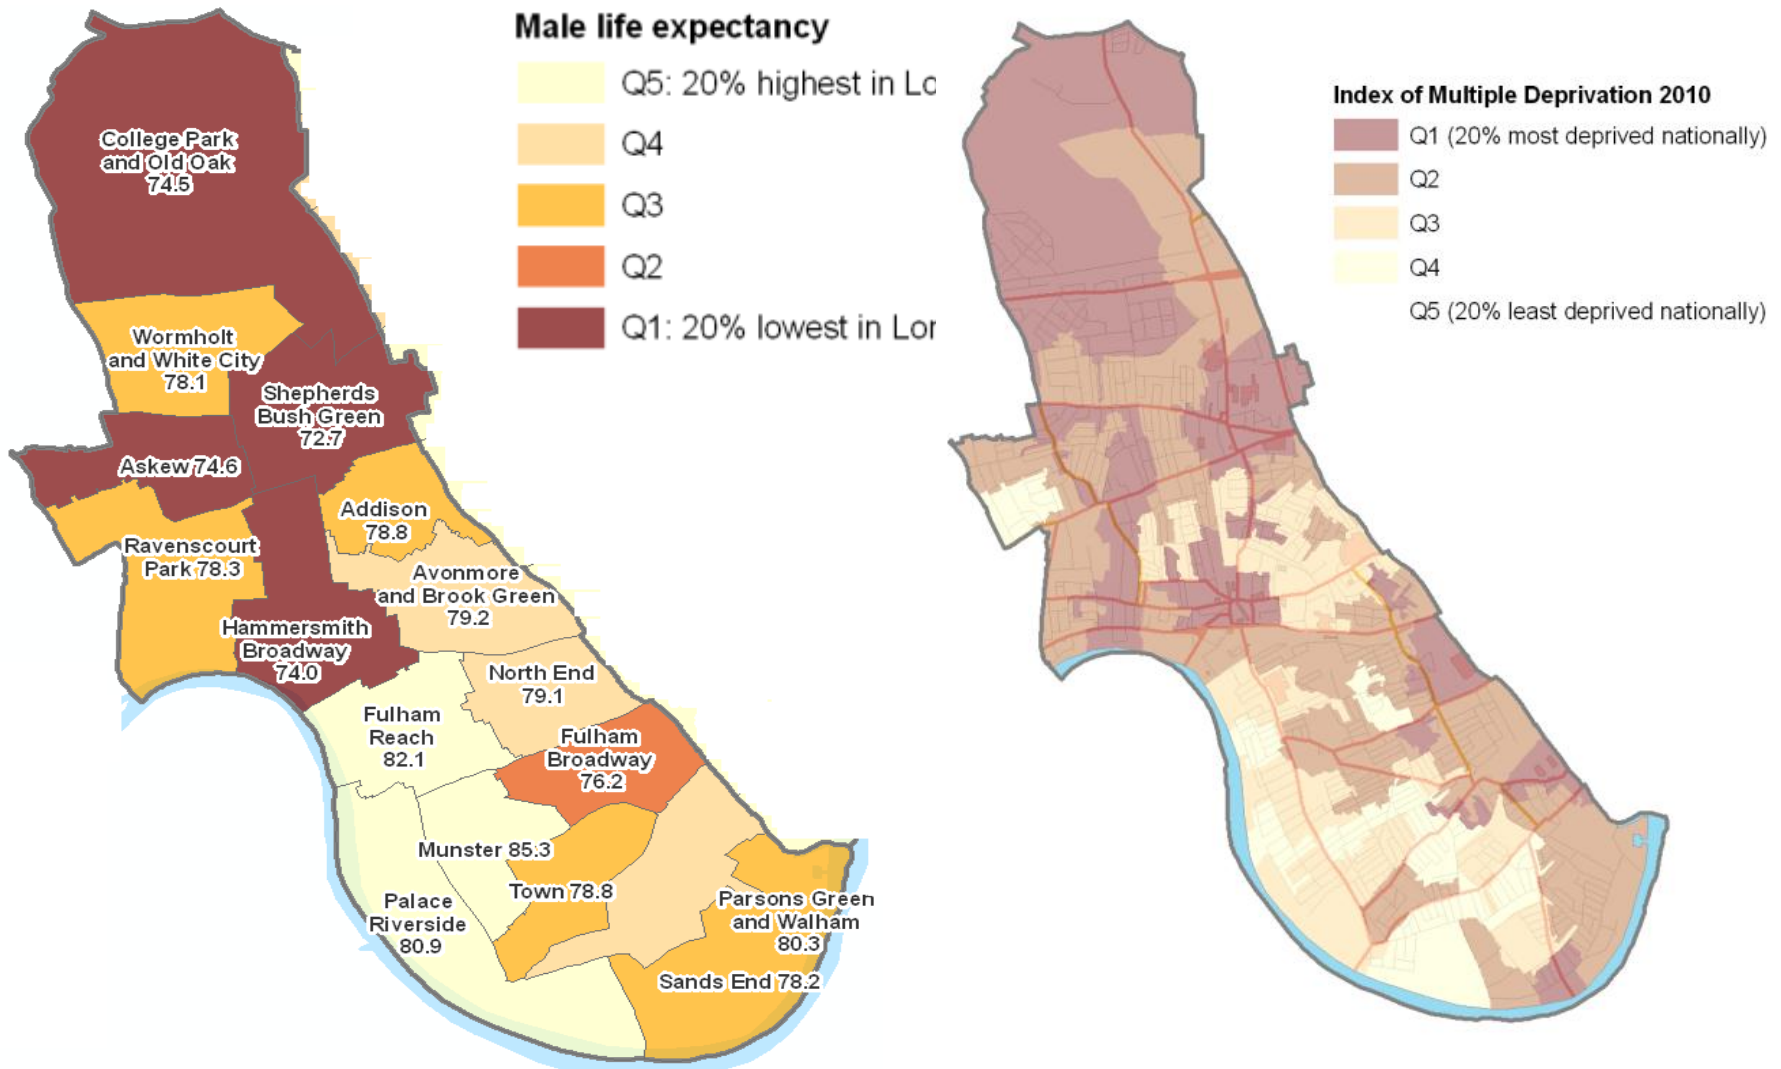 Male life expectancy
Q5: 20% highest in Lo
Q4
Q3
Q2
Q1: 20% lowest in Lor
College Park
and Old Oak
74.5
Wormholt
and White City
78.1
Shepherds
Bush Green
72.7
Askew 74.6
Addison
78.8
Ravenscourt
Park 78.3
Avonmore
and Brook Green
79.2
Hammersmith
Broadway
74.0
North End
79.1
Fulham
Reach
82.1
Fulham
Broadway
76.2
Munster 85.3
Town 78.8
Palace
Riverside
80.9
Parsons Green
and Walham
80.3
Sands End 78.2
Index of Multiple Deprivation 2010
Q1 (20% most deprived nationally)
Q2
Q3
Q4
Q5 (20% least deprived nationally)